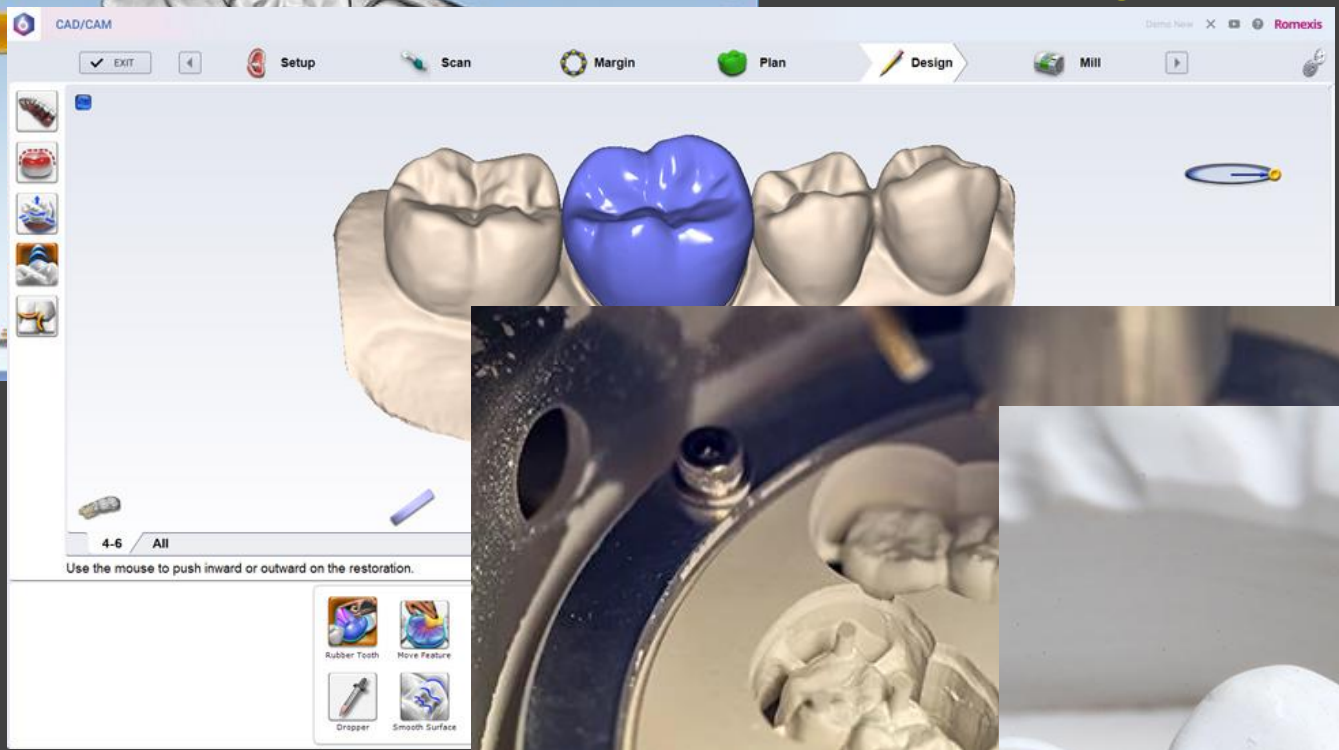 CAD/CAM
Demo New
Romexis
EXIT
Setup
Scan
Margin
Plan
Design
Mill
4-6
All
Use the mouse to push inward or outward on the restoration.
Rubber Tooth
Move Feature
Dropper
Smooth Surface